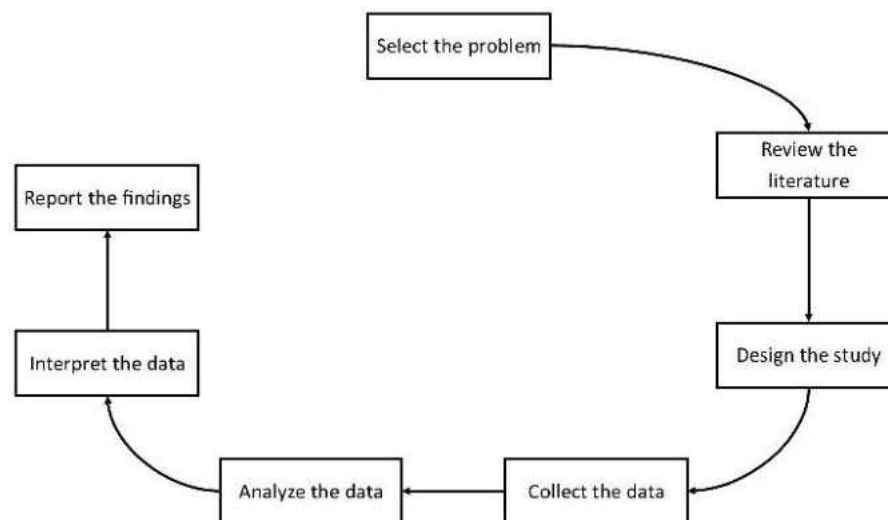 Select the problem
Review the
literature
Design the study
Collect the data
Analyze the data
Interpret the data
Report the findings